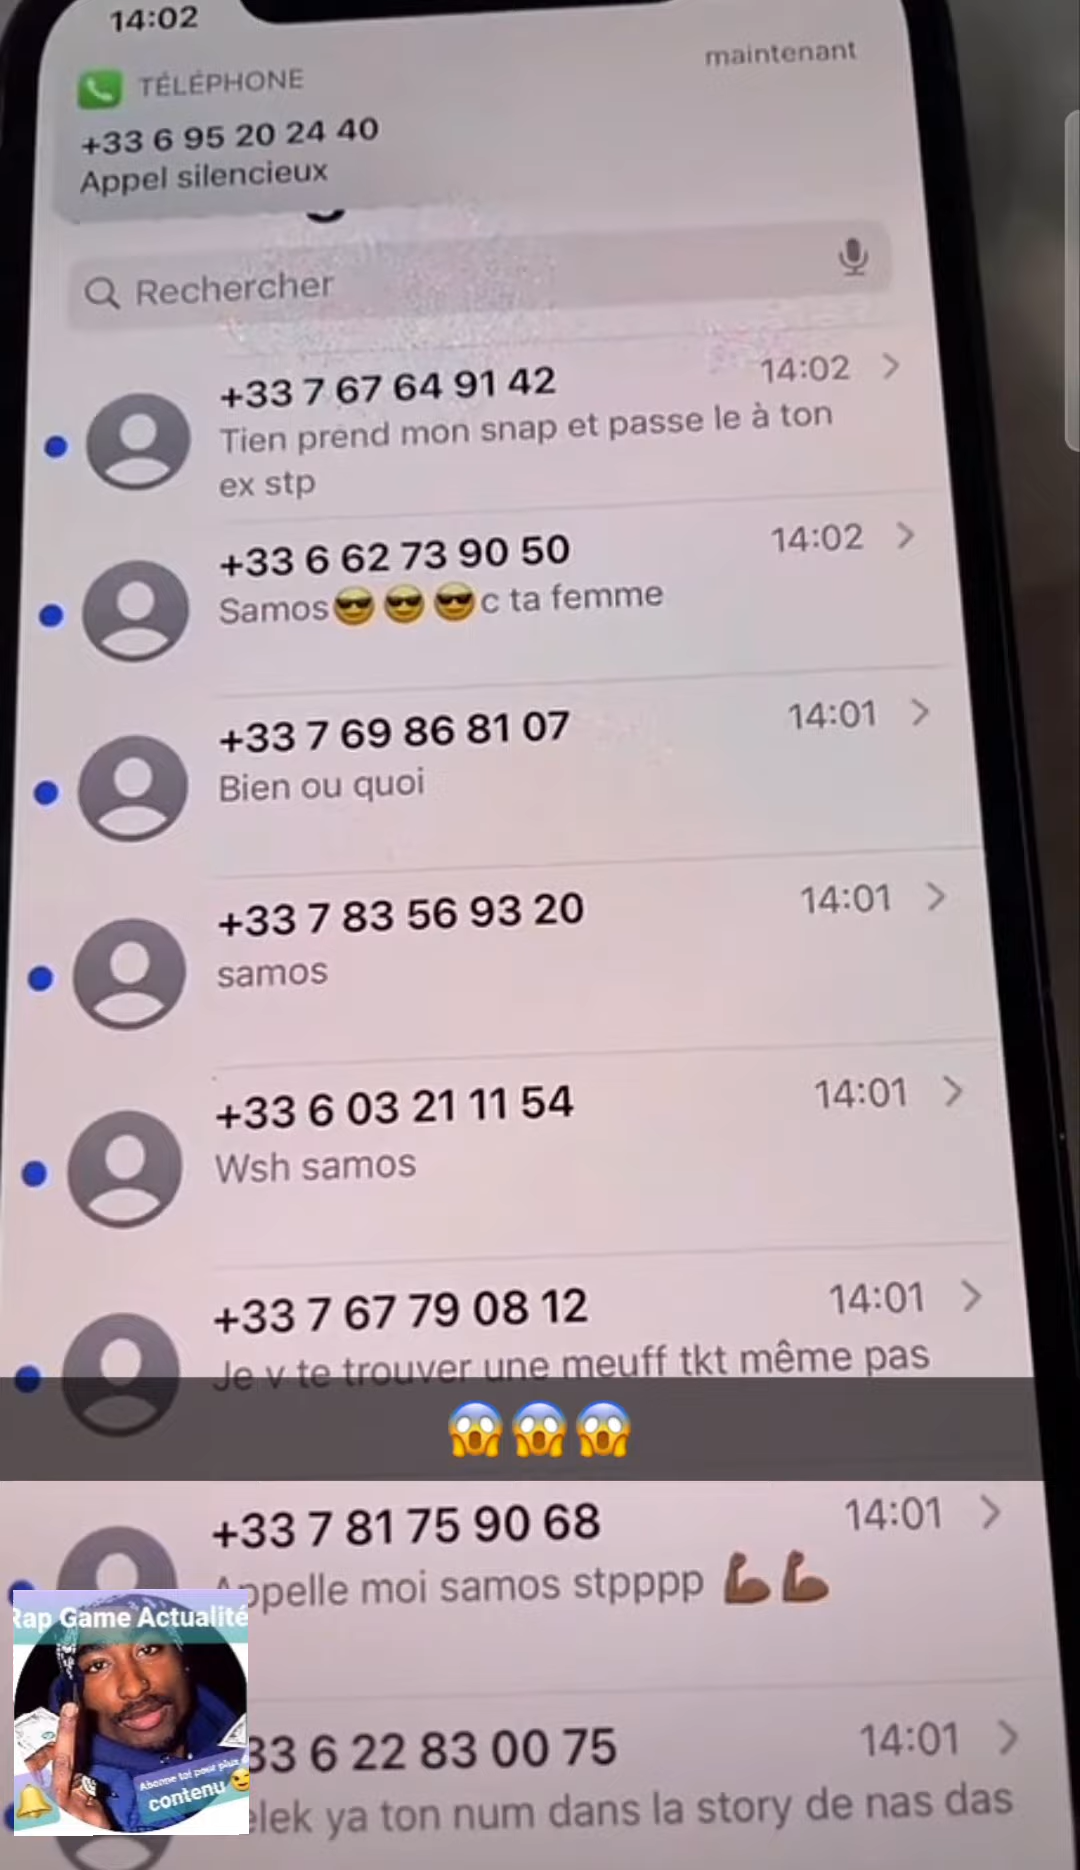 14:02
TÉLÉPHONE
maintenant
+33 6 95 20 24 40
Appel silencieux
Rechercher
+33 7 67 64 91 42
14:02
Tien prend mon snap et passe le à ton
ex stp
+33 6 62 73 90 50
14:02
Samos😎😎😎c ta femme
+33 7 69 86 81 07
14:01
Bien ou quoi
+33 7 83 56 93 20
14:01
samos
+33 6 03 21 11 54
14:01
Wsh samos
+33 7 67 79 08 12
14:01
Je v te trouver une meuff tkt même pas
😱😱😱
+33 7 81 75 90 68
14:01
Appelle moi samos stpppp 💪🏾💪🏾
Rap Game Actualité
33 6 22 83 00 75
14:01
Abonne toi pour plus
contenu
ya ton num dans la story de nas das